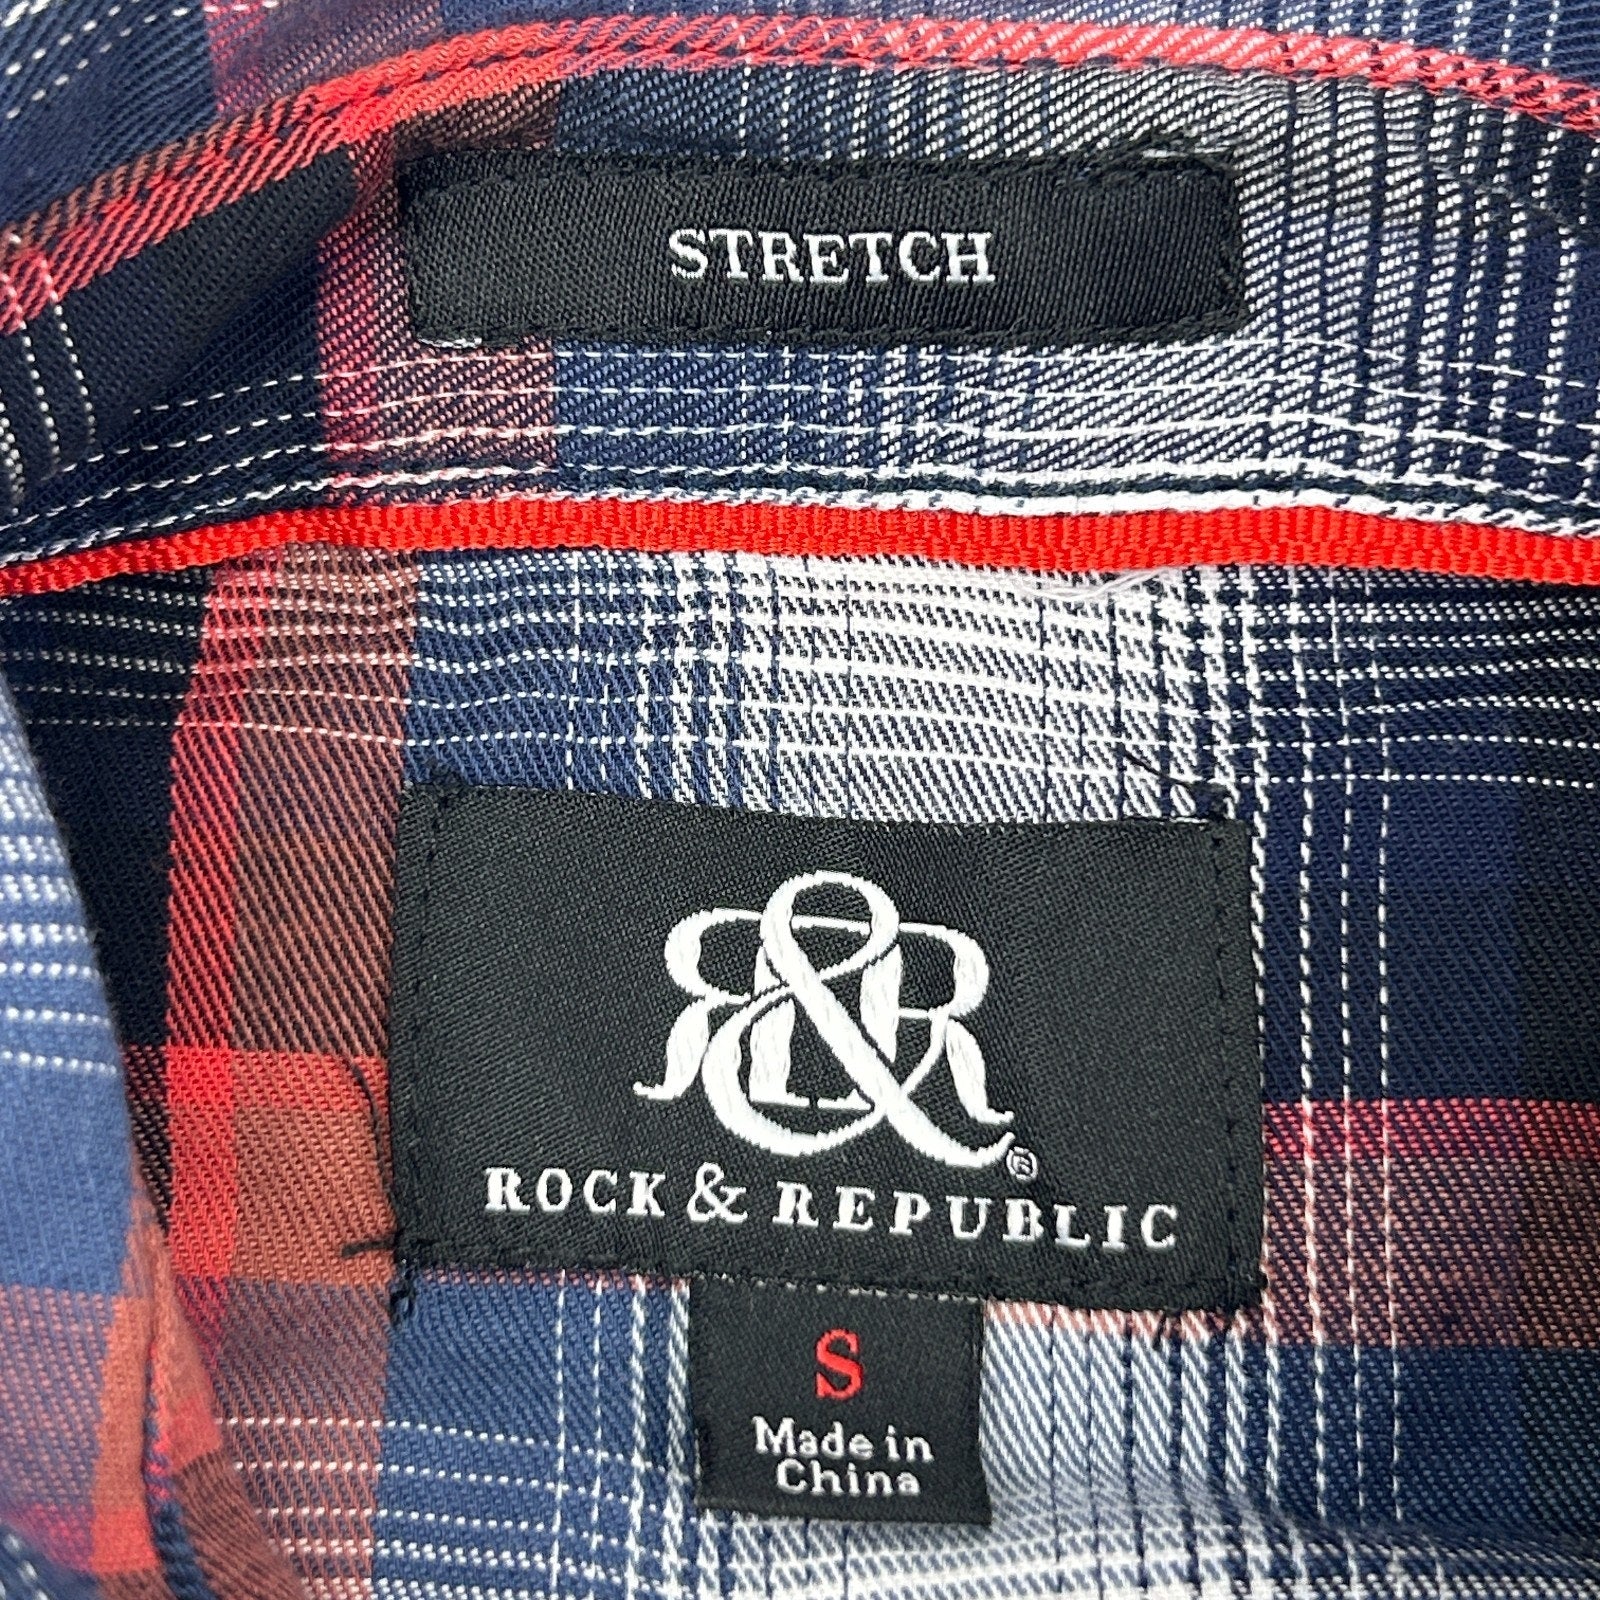 STRETCH
R&R ®
ROCK & REPUBLIC
S
Made in
China